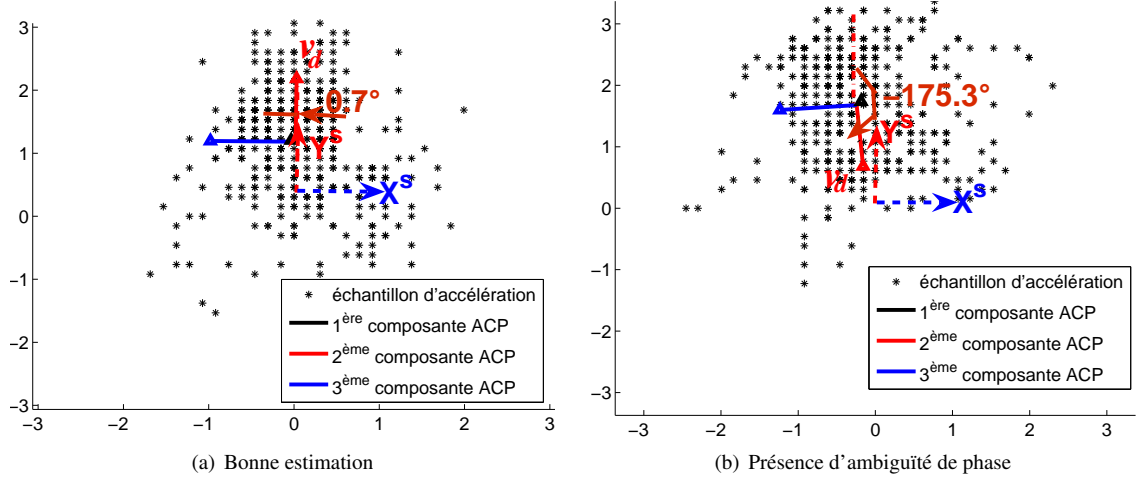 3
2
1
0
−1
−2
−3
−3
−2
−1
0
1
2
3
v_d
0.7°
Y^s
X^s
échantillon d'accélération
1^ère composante ACP
2^ème composante ACP
3^ème composante ACP
(a) Bonne estimation
3
2
1
0
−1
−2
−3
−3
−2
−1
0
1
2
3
−175.3°
Y^s
v_d
X^s
échantillon d'accélération
1^ère composante ACP
2^ème composante ACP
3^ème composante ACP
(b) Présence d'ambiguïté de phase